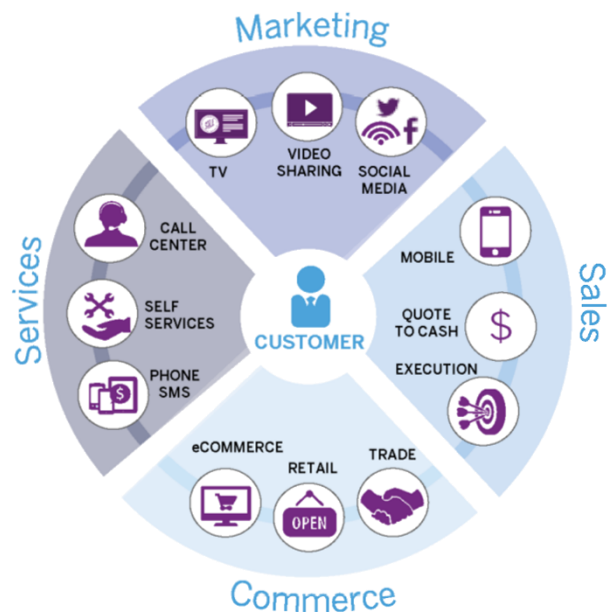 Marketing
TV
VIDEO
SHARING
SOCIAL
MEDIA
Services
CALL
CENTER
SELF
SERVICES
PHONE
SMS
CUSTOMER
Sales
MOBILE
QUOTE
TO CASH
$
EXECUTION
eCOMMERCE
RETAIL
OPEN
TRADE
Commerce